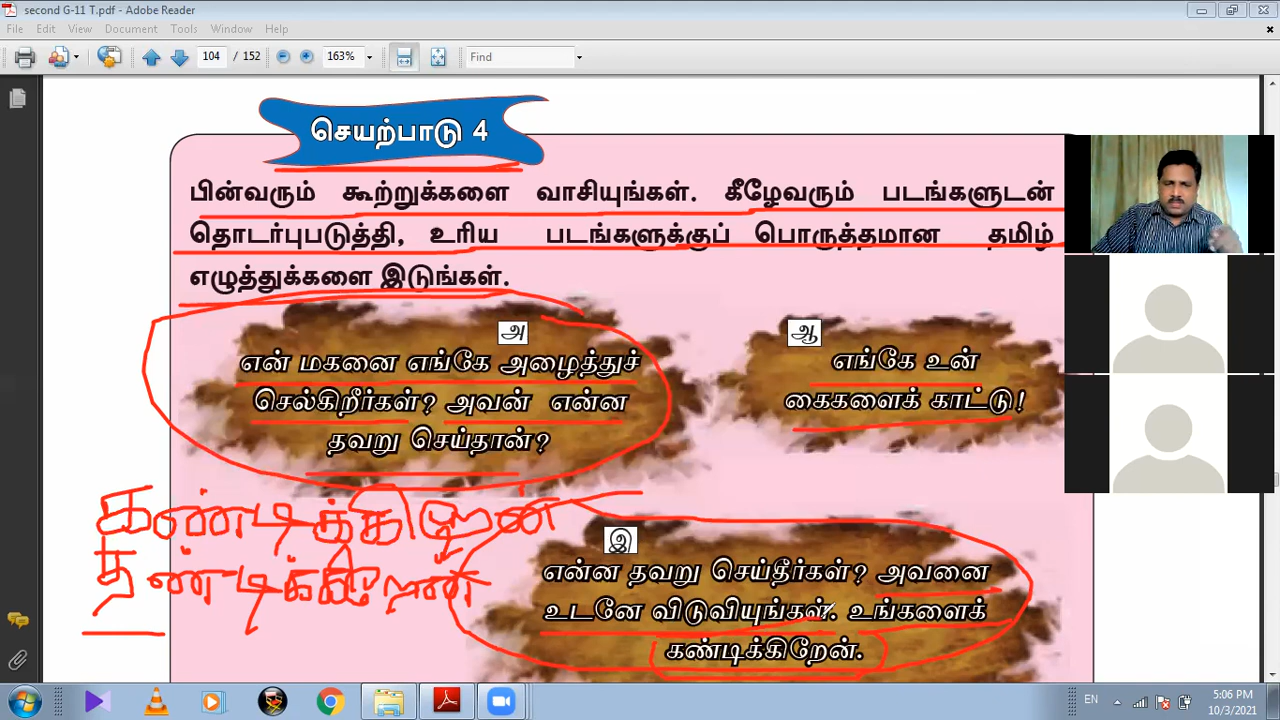 second G-11 T.pdf - Adobe Reader
File Edit View Document Tools Window Help
104 / 152 163% Find
செயற்பாடு 4
பின்வரும் கூற்றுக்களை வாசியுங்கள். கீழேவரும் படங்களுடன்
தொடர்புபடுத்தி, உரிய படங்களுக்குப் பொருத்தமான தமிழ்
எழுத்துக்களை இடுங்கள்.
அ
என் மகனை எங்கே அழைத்துச்
செல்கிறீர்கள்? அவன் என்ன
தவறு செய்தான்?
ஆ
எங்கே உன்
கைகளைக் காட்டு!
கண்டிக்கிறேன்
தண்டிக்கிறேன்
இ
என்ன தவறு செய்தீர்கள்? அவனை
உடனே விடுவியுங்கள். உங்களைக்
கண்டிக்கிறேன்.
EN 5:06 PM
10/3/2021